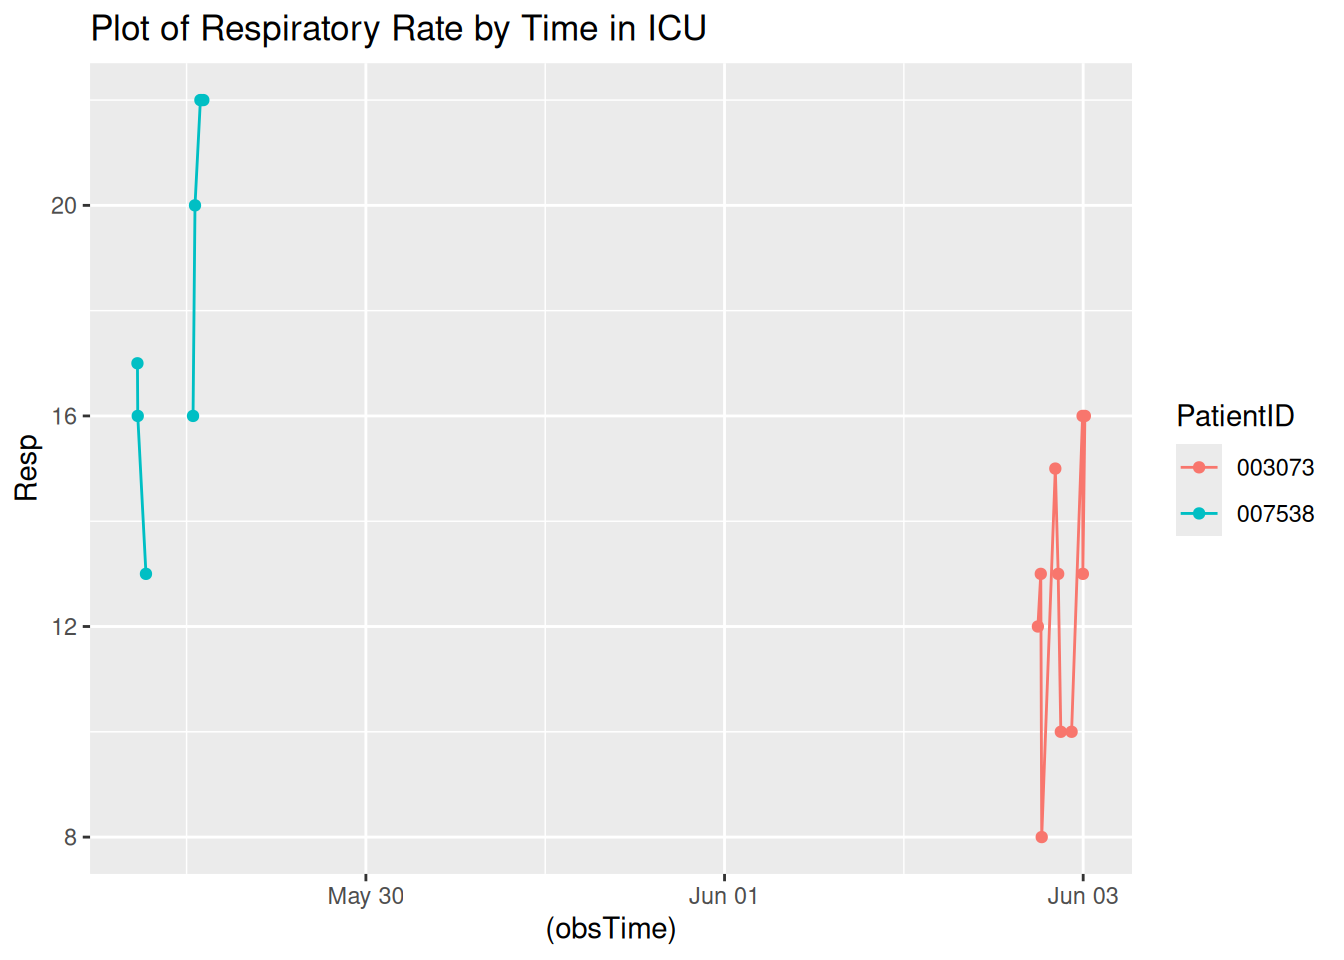 Plot of Respiratory Rate by Time in ICU
20
16
12
8
Resp
May 30
Jun 01
Jun 03
(obsTime)
PatientID
003073
007538